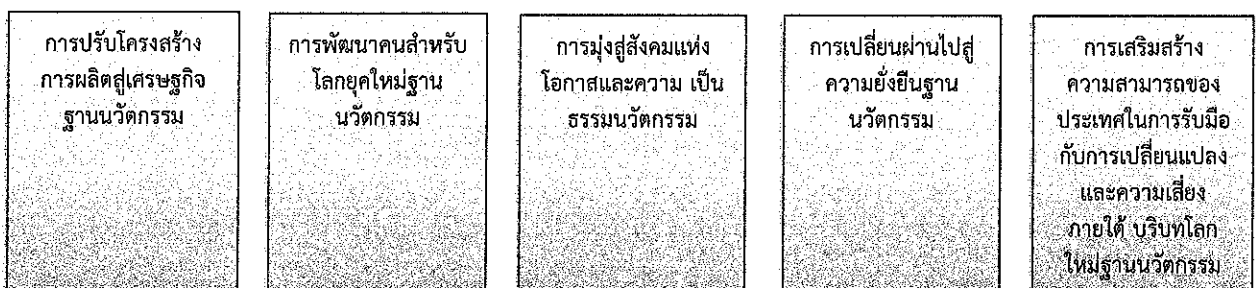 การปรับโครงสร้าง
การผลิตสู่เศรษฐกิจ
ฐานนวัตกรรม
การพัฒนาคนสำหรับ
โลกยุคใหม่ฐาน
นวัตกรรม
การมุ่งสู่สังคมแห่ง
โอกาสและความ เป็น
ธรรมนวัตกรรม
การเปลี่ยนผ่านไปสู่
ความยั่งยืนฐาน
นวัตกรรม
การเสริมสร้าง
ความสามารถของ
ประเทศในการรับมือ
กับการเปลี่ยนแปลง
และความเสี่ยง
ภายใต้ บริบทโลก
ใหม่ฐานนวัตกรรม